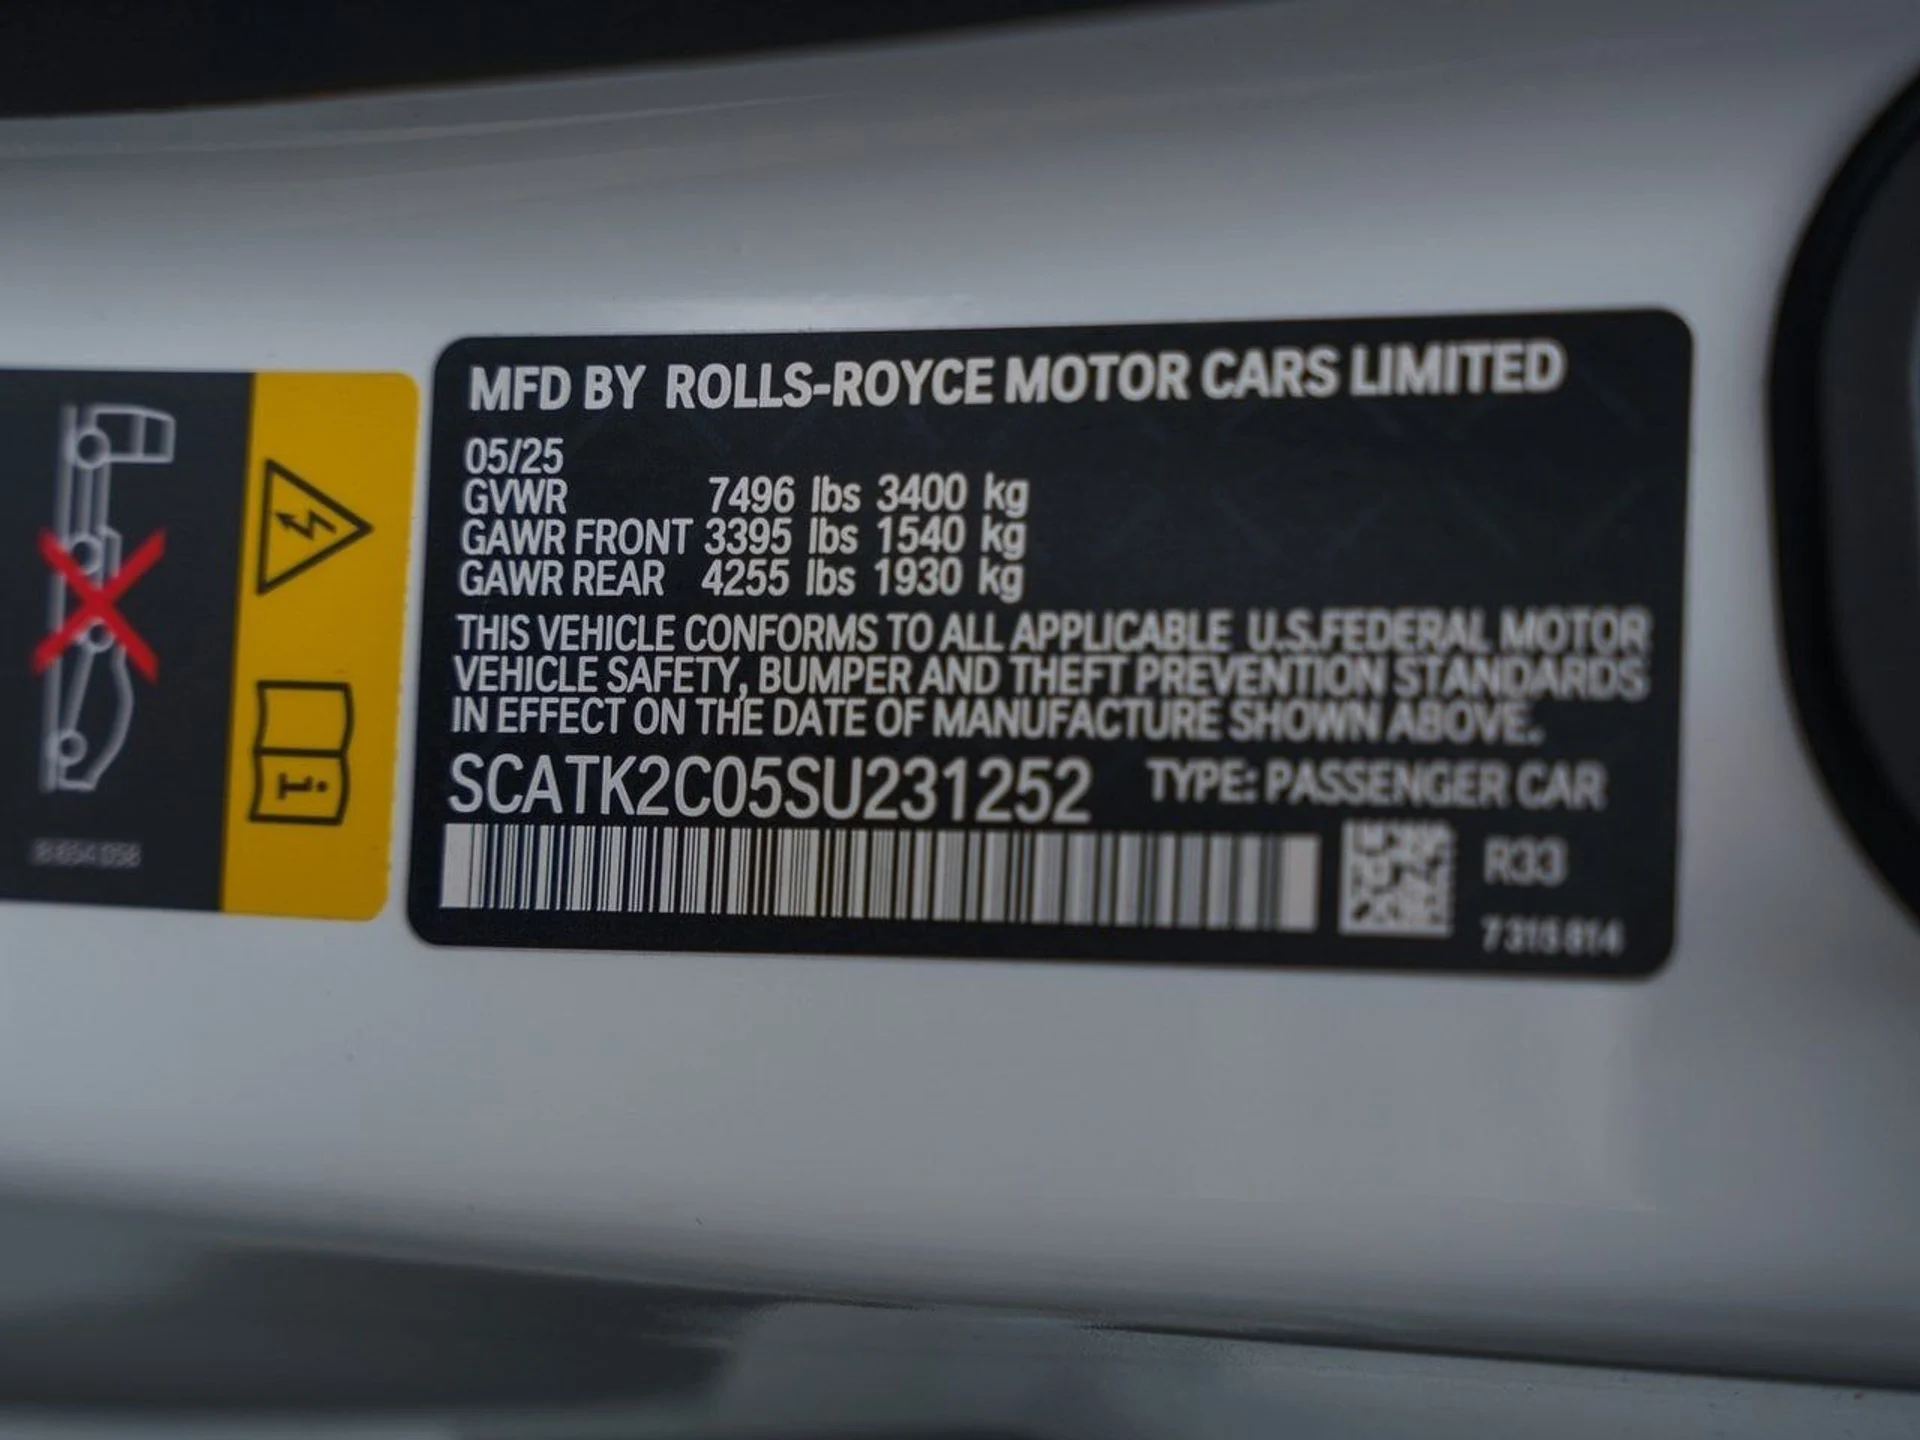 MFD BY ROLLS-ROYCE MOTOR CARS LIMITED
05/25
GVWR 7496 lbs 3400 kg
GAWR FRONT 3395 lbs 1540 kg
GAWR REAR 4255 lbs 1930 kg
THIS VEHICLE CONFORMS TO ALL APPLICABLE U.S.FEDERAL MOTOR
VEHICLE SAFETY, BUMPER AND THEFT PREVENTION STANDARDS
IN EFFECT ON THE DATE OF MANUFACTURE SHOWN ABOVE.
SCATK2C05SU231252 TYPE: PASSENGER CAR
R33
7315814